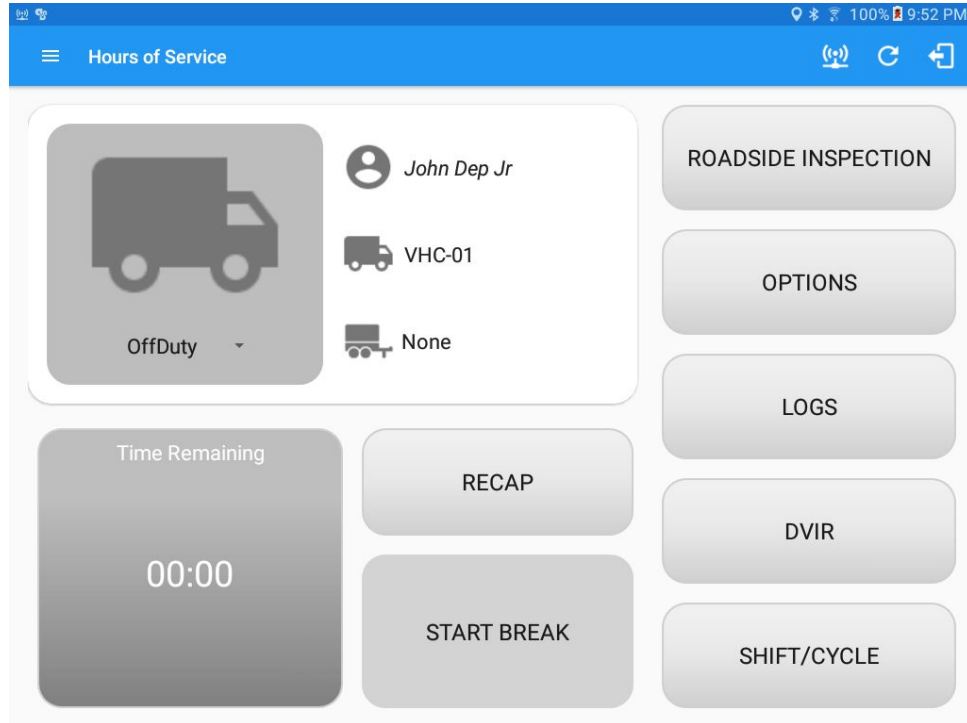 100% 9:52 PM
Hours of Service
John Dep Jr
VHC-01
None
OffDuty
ROADSIDE INSPECTION
OPTIONS
LOGS
DVIR
SHIFT/CYCLE
Time Remaining
00:00
RECAP
START BREAK